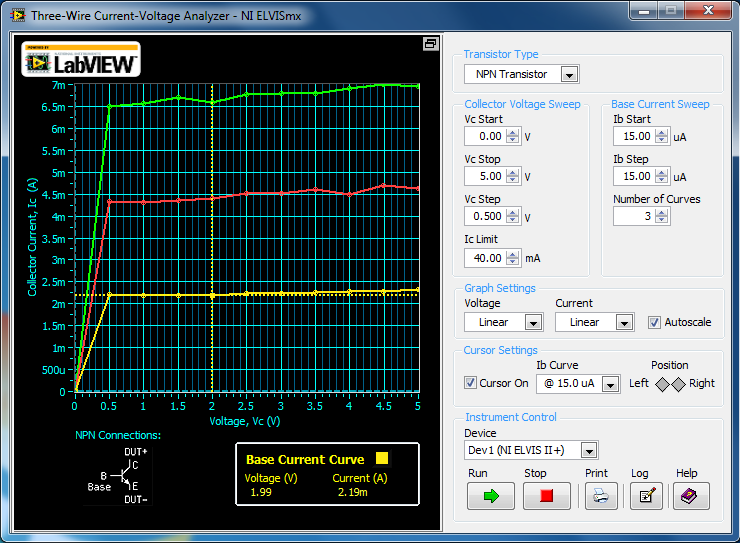 Three-Wire Current-Voltage Analyzer - NI ELVISmx
POWERED BY
NATIONAL INSTRUMENTS
LabVIEW™
7m
6.5m
6m
5.5m
5m
4.5m
4m
3.5m
3m
2.5m
2m
1.5m
1m
500u
0
Collector Current, Ic (A)
0 0.5 1 1.5 2 2.5 3 3.5 4 4.5 5
Voltage, Vc (V)
NPN Connections:
DUT+
C
B
Base
E
DUT-
Base Current Curve
Voltage (V) Current (A)
1.99 2.19m
Transistor Type
NPN Transistor
Collector Voltage Sweep
Vc Start
0.00 V
Vc Stop
5.00 V
Vc Step
0.500 V
Ic Limit
40.00 mA
Base Current Sweep
Ib Start
15.00 uA
Ib Step
15.00 uA
Number of Curves
3
Graph Settings
Voltage Current
Linear Linear Autoscale
Cursor Settings
Ib Curve Position
Cursor On @ 15.0 uA Left Right
Instrument Control
Device
Dev1 (NI ELVIS II+)
Run Stop Print Log Help